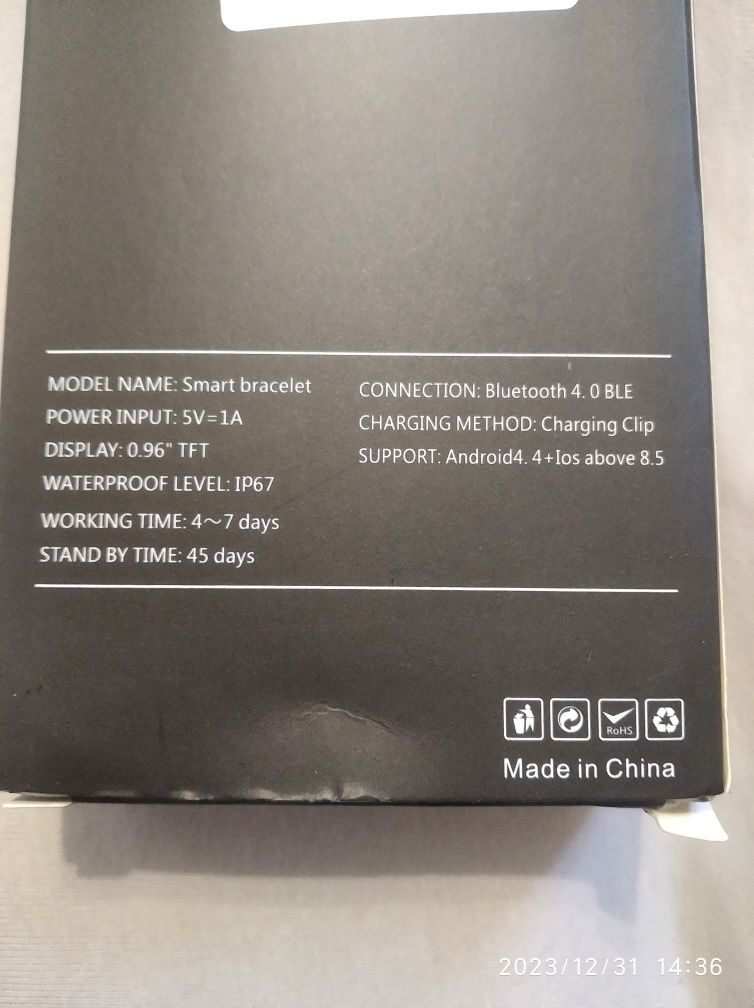 MODEL NAME: Smart bracelet
POWER INPUT: 5V=1A
DISPLAY: 0.96" TFT
WATERPROOF LEVEL: IP67
WORKING TIME: 4～7 days
STAND BY TIME: 45 days
CONNECTION: Bluetooth 4. 0 BLE
CHARGING METHOD: Charging Clip
SUPPORT: Android4. 4+Ios above 8.5
RoHS
Made in China
2023/12/31 14:36